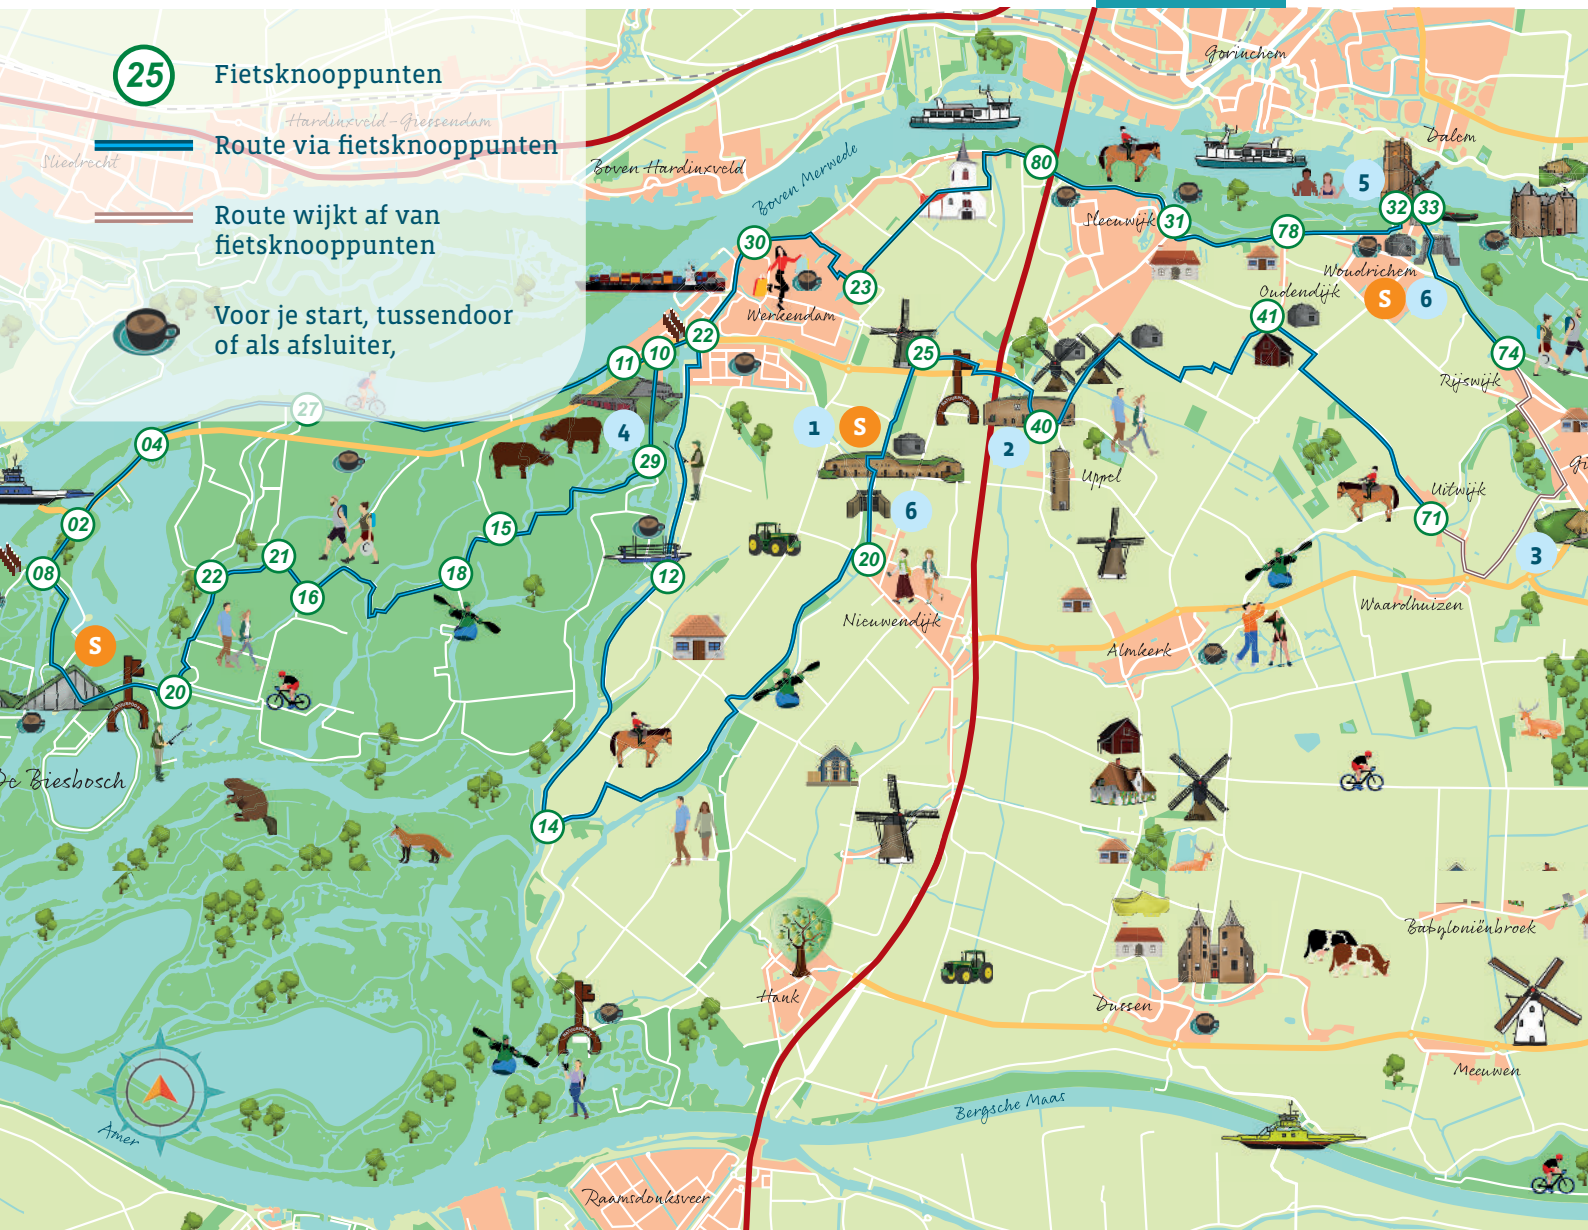 25 Fietsknooppunten
Hardinxveld-Giessendam
Route via fietsknooppunten
Sliedrecht
Route wijkt af van
fietsknooppunten
Voor je start, tussendoor
of als afsluiter,
Gorinchem
Dalem
Boven Hardinxveld
Boven Merwede
80
5
32
33
Sleeuwijk
31
78
30
23
Woudrichem
Oudendijk
S
6
Werkendam
41
22
25
11
10
74
Rijswijk
27
04
4
1
S
40
2
29
Uppel
Uitwijk
71
02
15
6
3
08
22
21
16
18
12
20
Nieuwendijk
Waardhuizen
Almkerk
S
20
De Biesbosch
14
Babyloniënbroek
Hank
Dussen
Meeuwen
Bergsche Maas
Amer
Raamsdonksveer